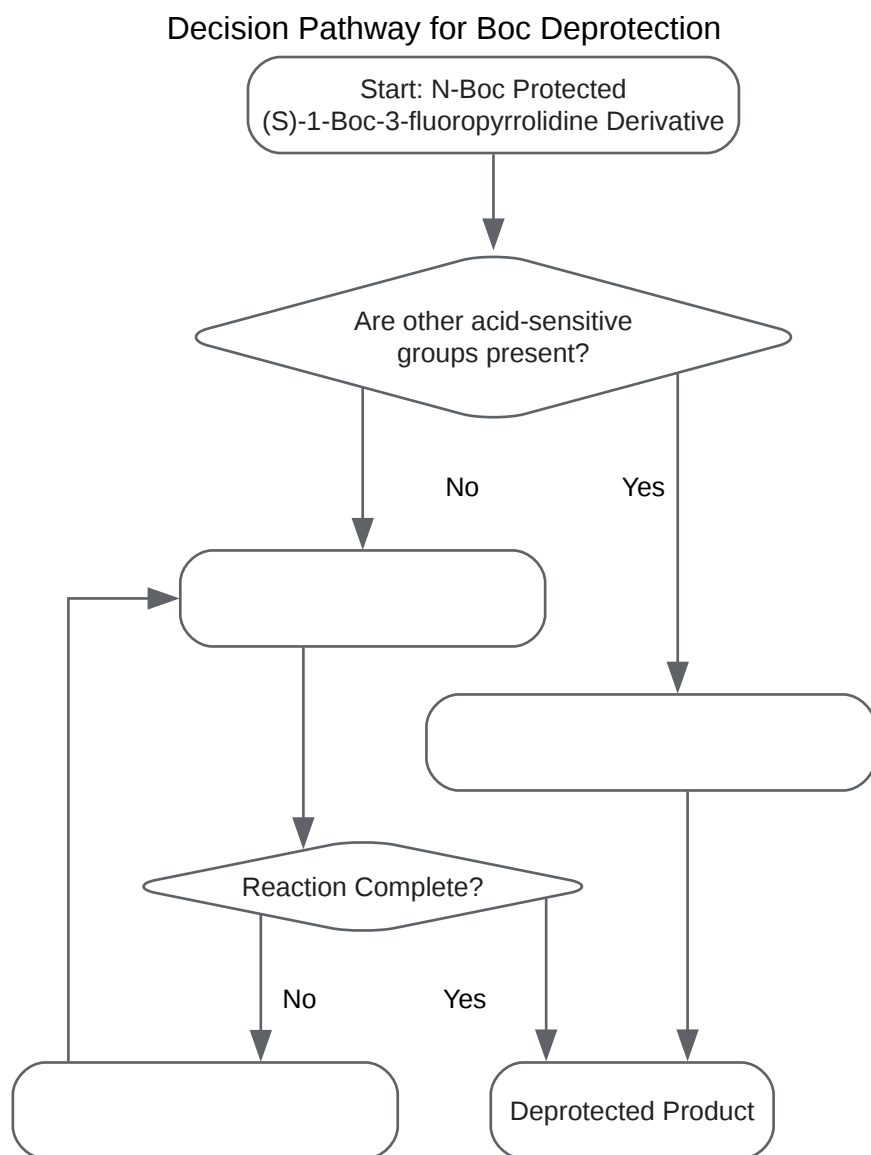 Decision Pathway for Boc Deprotection
Start: N-Boc Protected
(S)-1-Boc-3-fluoropyrrolidine Derivative
Are other acid-sensitive
groups present?
No
Yes
Reaction Complete?
No
Yes
Deprotected Product